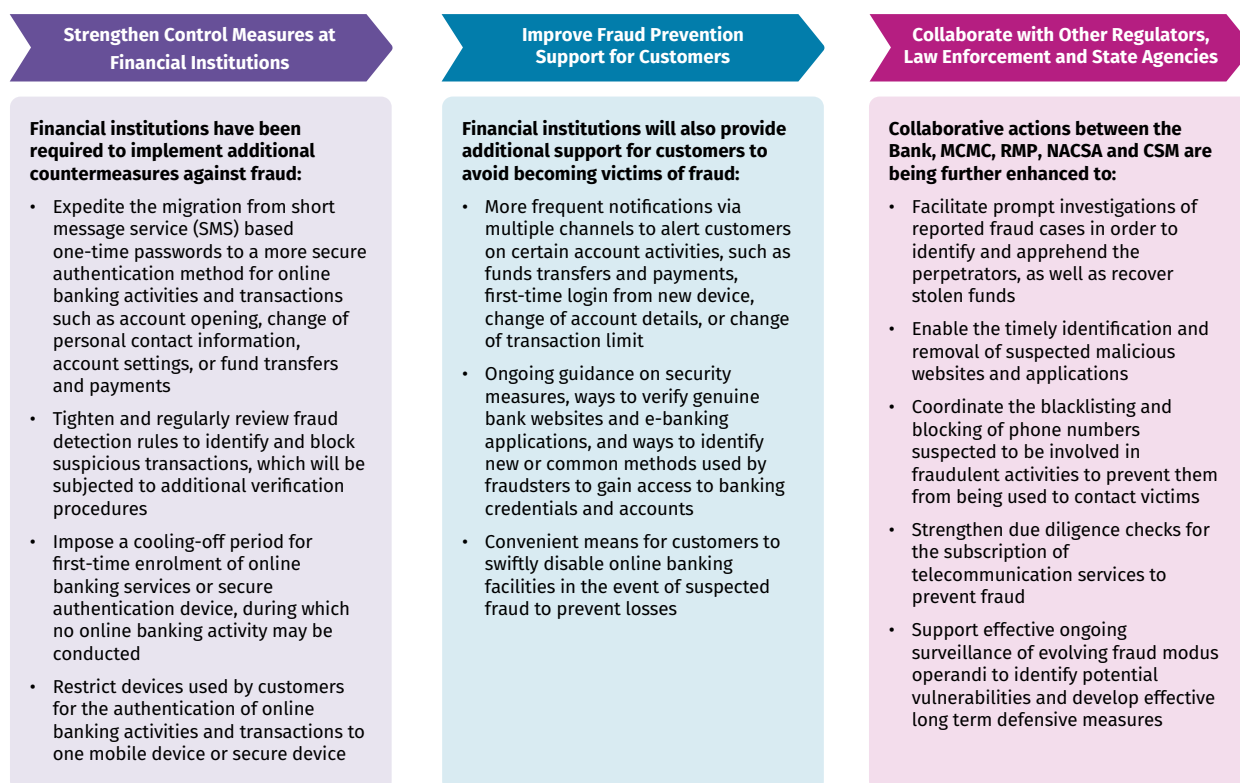 Strengthen Control Measures at
Financial Institutions
Financial institutions have been
required to implement additional
countermeasures against fraud:
• Expedite the migration from short
message service (SMS) based
one-time passwords to a more secure
authentication method for online
banking activities and transactions
such as account opening, change of
personal contact information,
account settings, or fund transfers
and payments
• Tighten and regularly review fraud
detection rules to identify and block
suspicious transactions, which will be
subjected to additional verification
procedures
• Impose a cooling-off period for
first-time enrolment of online
banking services or secure
authentication device, during which
no online banking activity may be
conducted
• Restrict devices used by customers
for the authentication of online
banking activities and transactions to
one mobile device or secure device
Improve Fraud Prevention
Support for Customers
Financial institutions will also provide
additional support for customers to
avoid becoming victims of fraud:
• More frequent notifications via
multiple channels to alert customers
on certain account activities, such as
funds transfers and payments,
first-time login from new device,
change of account details, or change
of transaction limit
• Ongoing guidance on security
measures, ways to verify genuine
bank websites and e-banking
applications, and ways to identify
new or common methods used by
fraudsters to gain access to banking
credentials and accounts
• Convenient means for customers to
swiftly disable online banking
facilities in the event of suspected
fraud to prevent losses
Collaborate with Other Regulators,
Law Enforcement and State Agencies
Collaborative actions between the
Bank, MCMC, RMP, NACSA and CSM are
being further enhanced to:
• Facilitate prompt investigations of
reported fraud cases in order to
identify and apprehend the
perpetrators, as well as recover
stolen funds
• Enable the timely identification and
removal of suspected malicious
websites and applications
• Coordinate the blacklisting and
blocking of phone numbers
suspected to be involved in
fraudulent activities to prevent them
from being used to contact victims
• Strengthen due diligence checks for
the subscription of
telecommunication services to
prevent fraud
• Support effective ongoing
surveillance of evolving fraud modus
operandi to identify potential
vulnerabilities and develop effective
long term defensive measures